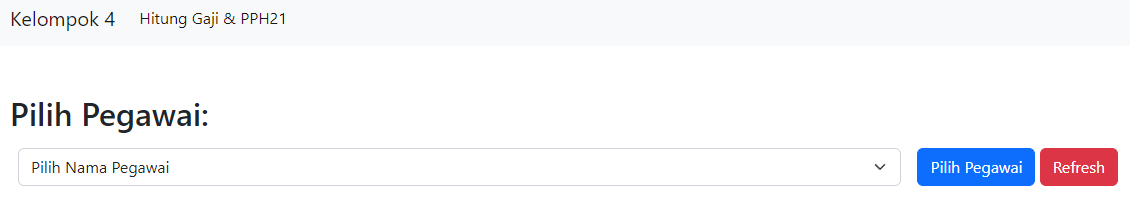 Kelompok 4 Hitung Gaji & PPH21
Pilih Pegawai:
Pilih Nama Pegawai Pilih Pegawai Refresh